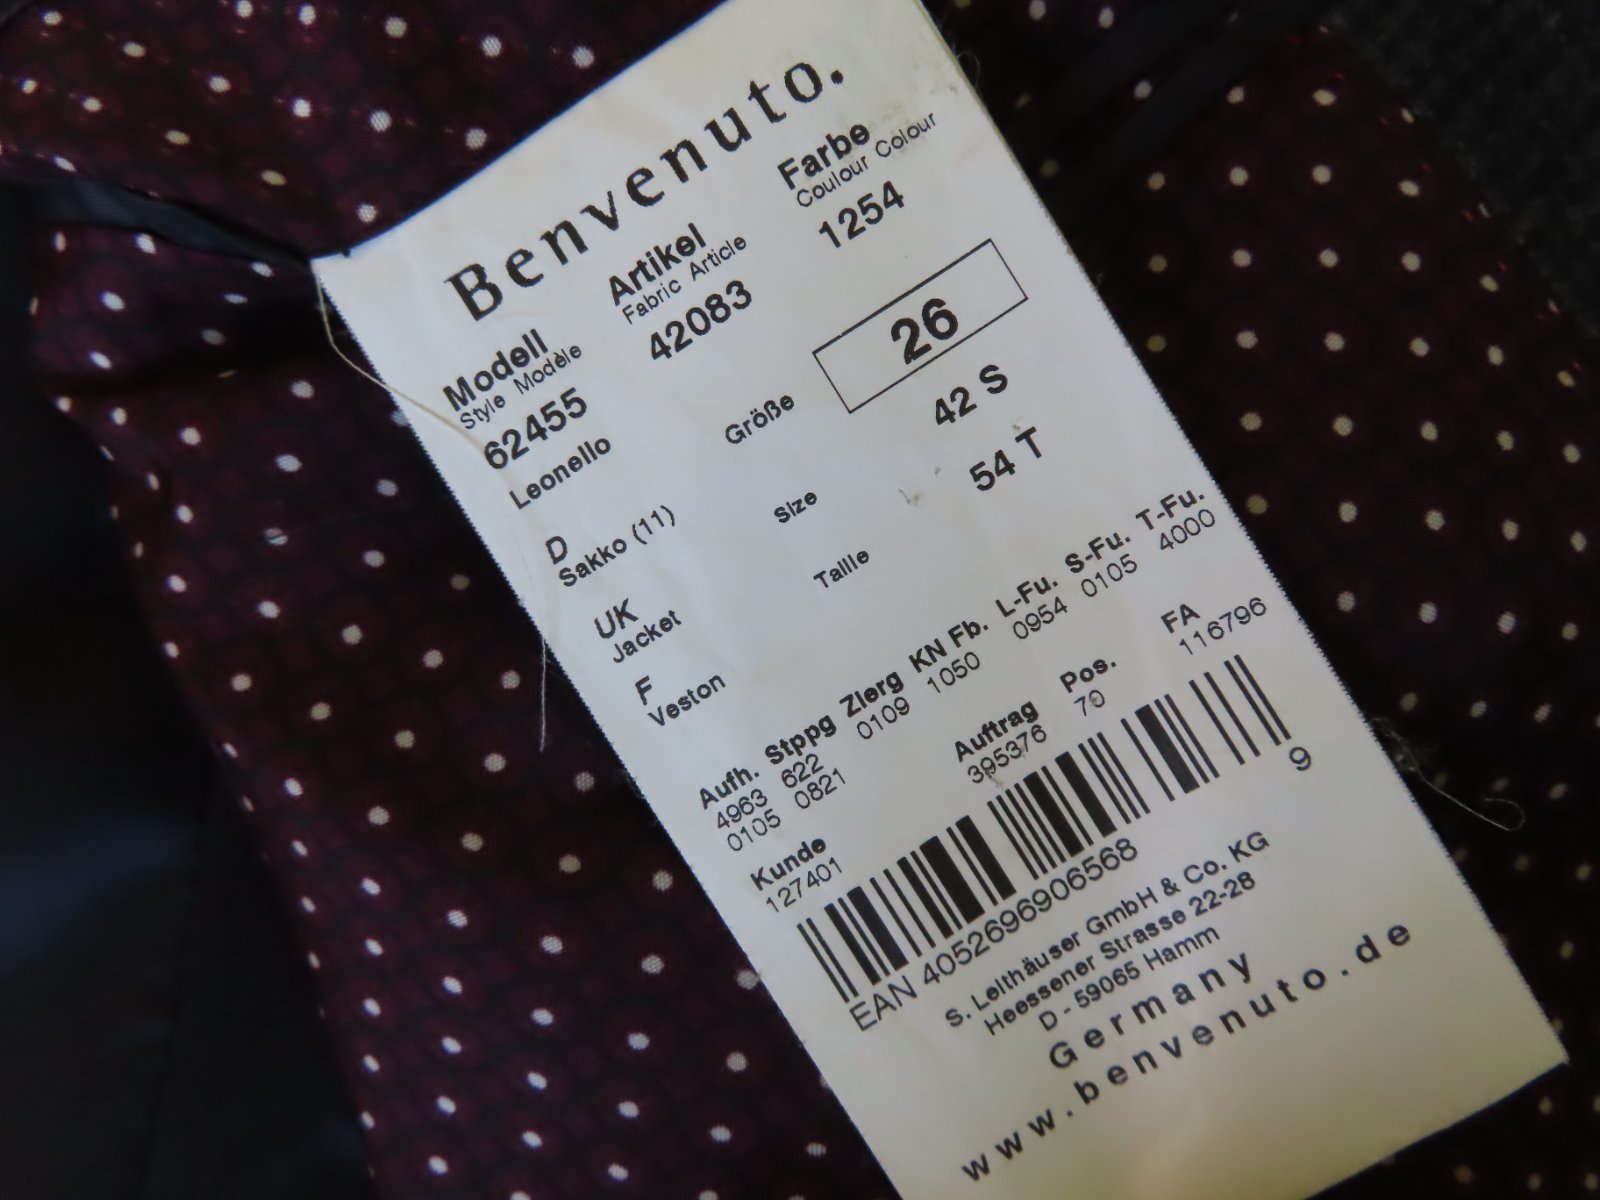 Benvenuto.
Modell Artikel Farbe
Style Modèle Fabric Article Coulour Colour
62455 42083 1254
Leonello
Größe 26
D
Sakko (11)
Size 42 S
UK
Jacket
Taille 54 T
F
Veston
Aufh. Stppg Zierg KN Fb. L-Fu. S-Fu. T-Fu.
4963 622 0109 1050 0954 0105 4000
0105 0821
Kunde Auftrag Pos. FA
127401 395376 70 116796
9
EAN 4052696906568
S. Leithäuser GmbH & Co. KG
Heessener Strasse 22-28
D - 59065 Hamm
Germany
www.benvenuto.de